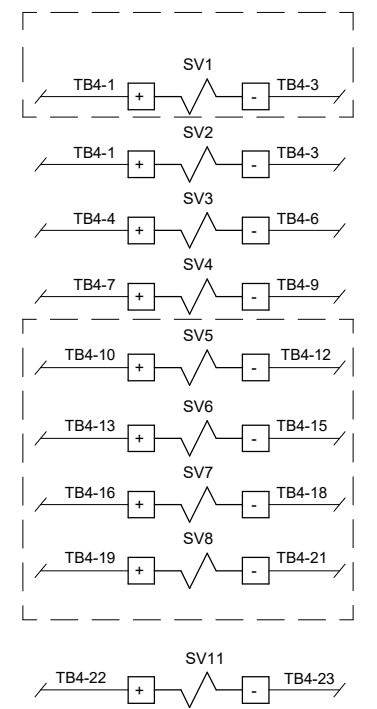 SV1
TB4-1 + - TB4-3
SV2
TB4-1 + - TB4-3
SV3
TB4-4 + - TB4-6
SV4
TB4-7 + - TB4-9
SV5
TB4-10 + - TB4-12
SV6
TB4-13 + - TB4-15
SV7
TB4-16 + - TB4-18
SV8
TB4-19 + - TB4-21
SV11
TB4-22 + - TB4-23